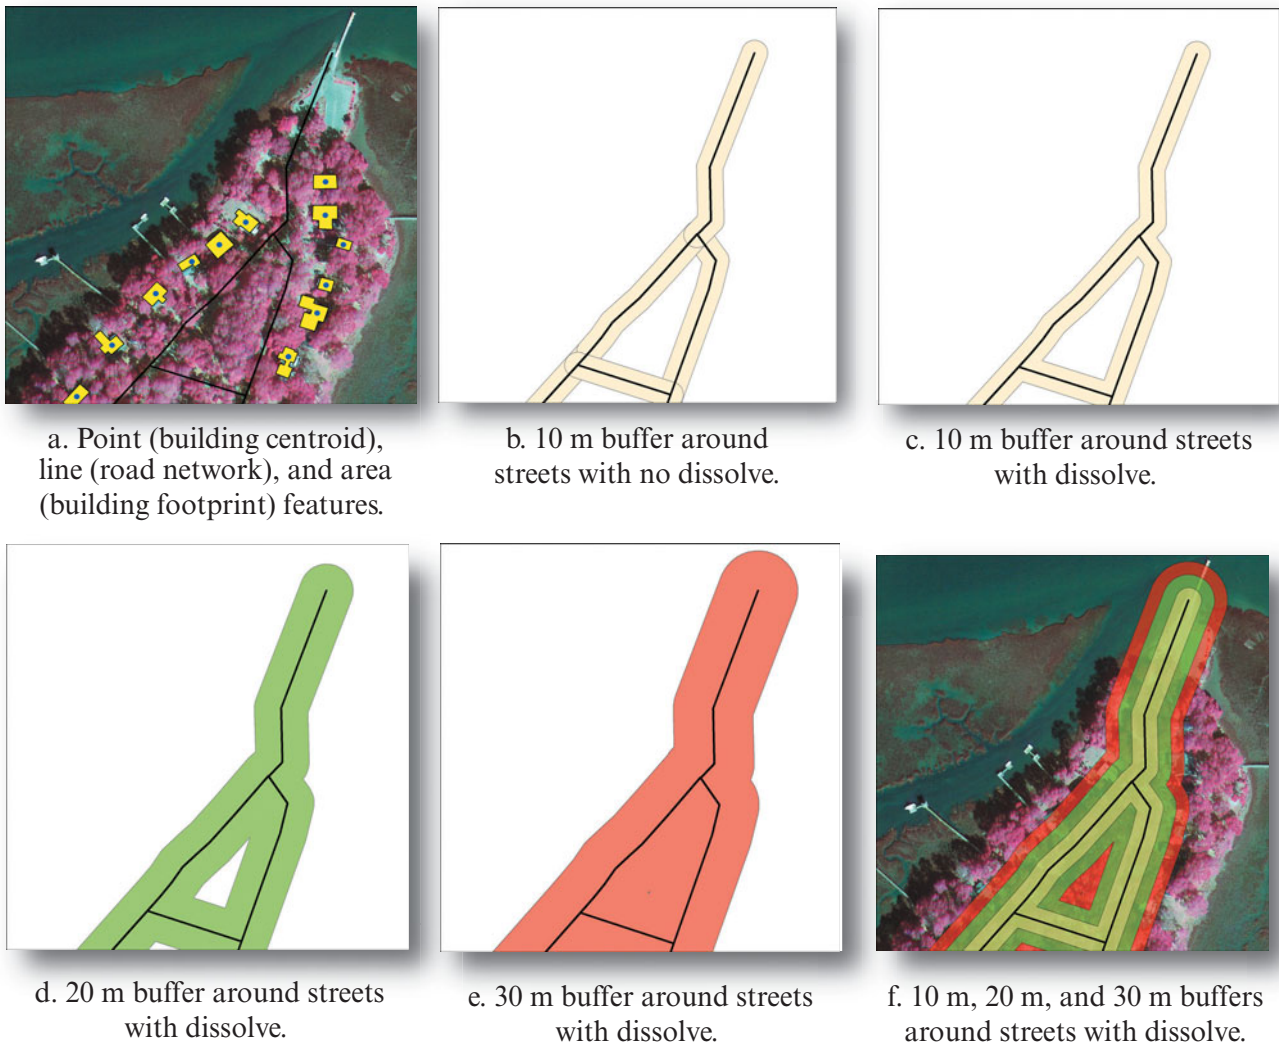 a. Point (building centroid),
line (road network), and area
(building footprint) features.
b. 10 m buffer around
streets with no dissolve.
c. 10 m buffer around streets
with dissolve.
d. 20 m buffer around streets
with dissolve.
e. 30 m buffer around streets
with dissolve.
f. 10 m, 20 m, and 30 m buffers
around streets with dissolve.